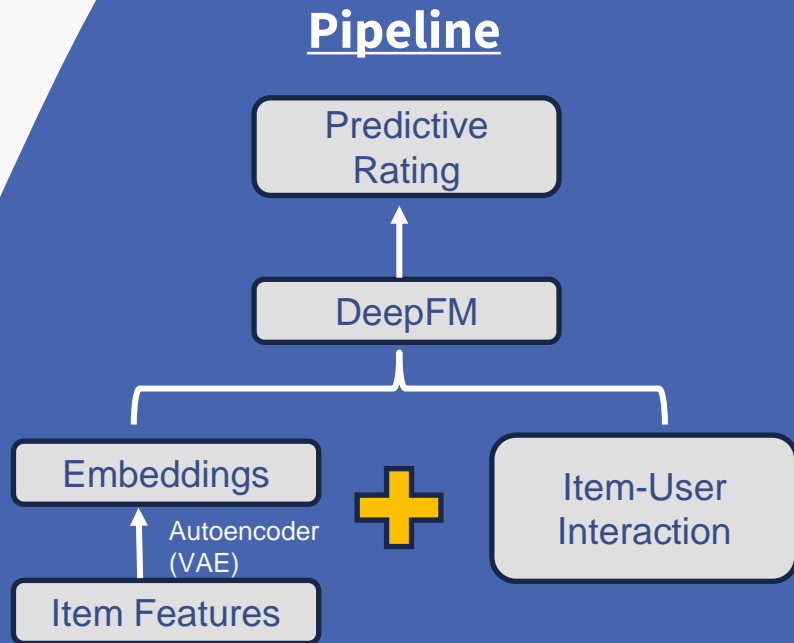 Pipeline
Predictive
Rating
DeepFM
Embeddings
Item-User
Interaction
Autoencoder
(VAE)
Item Features